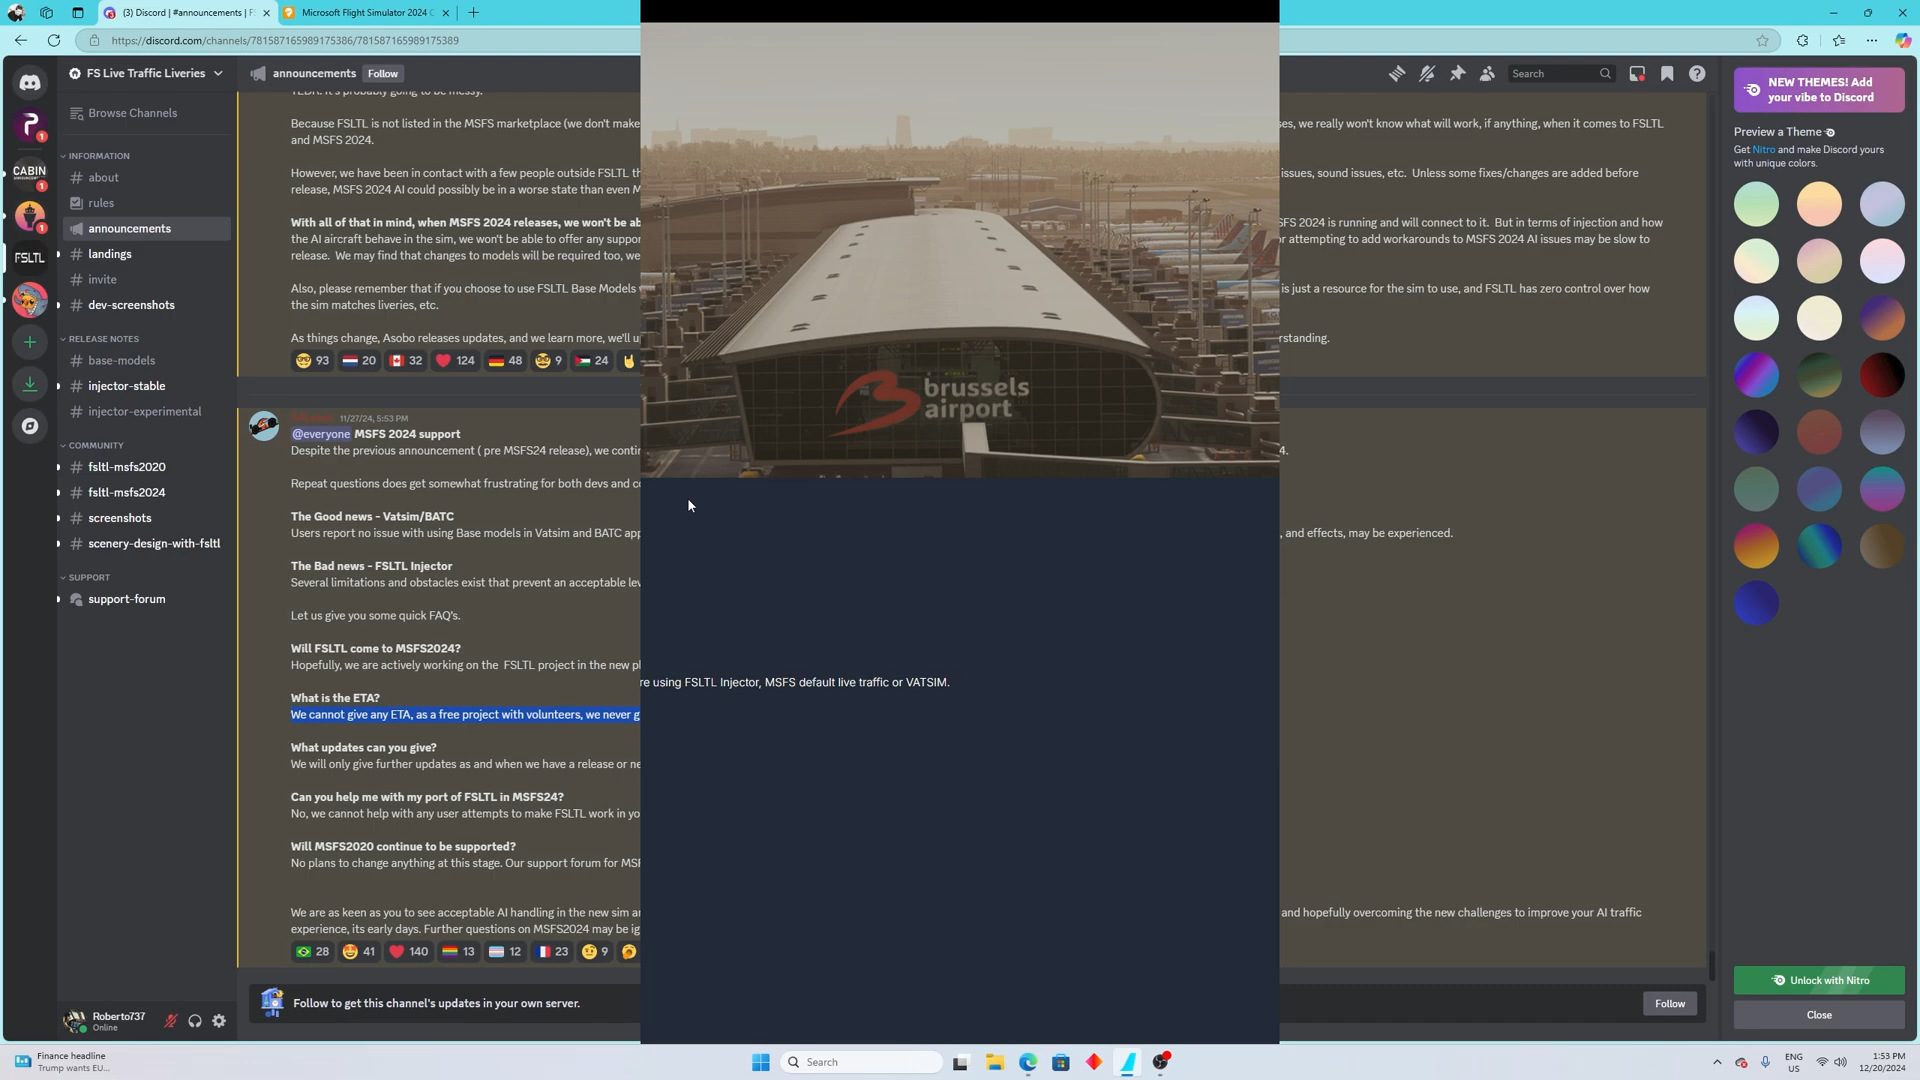 (3) Discord | #announcements | F
Microsoft Flight Simulator 2024 C
https://discord.com/channels/781587165989175386/781587165989175389
FS Live Traffic Liveries
Browse Channels
INFORMATION
about
rules
announcements
landings
invite
dev-screenshots
RELEASE NOTES
base-models
injector-stable
injector-experimental
COMMUNITY
fsltl-msfs2020
fsltl-msfs2024
screenshots
scenery-design-with-fsltl
SUPPORT
support-forum
CABIN
FSLTL
1
1
1
Roberto737
Online
announcements
Follow
Search
Because FSLTL is not listed in the MSFS marketplace (we don't make
es, we really won't know what will work, if anything, when it comes to FSLTL
and MSFS 2024.
However, we have been in contact with a few people outside FSLTL th
issues, sound issues, etc. Unless some fixes/changes are added before
release, MSFS 2024 AI could possibly be in a worse state than even M
With all of that in mind, when MSFS 2024 releases, we won't be ab
FS 2024 is running and will connect to it. But in terms of injection and how
the AI aircraft behave in the sim, we won't be able to offer any suppor
r attempting to add workarounds to MSFS 2024 AI issues may be slow to
release. We may find that changes to models will be required too, we
Also, please remember that if you choose to use FSLTL Base Models
is just a resource for the sim to use, and FSLTL has zero control over how
the sim matches liveries, etc.
As things change, Asobo releases updates, and we learn more, we'll u
rstanding.
93 20 32 124 48 9 24
11/27/24, 5:53 PM
@everyone MSFS 2024 support
Despite the previous announcement ( pre MSFS24 release), we contin
4.
Repeat questions does get somewhat frustrating for both devs and co
The Good news - Vatsim/BATC
Users report no issue with using Base models in Vatsim and BATC app
, and effects, may be experienced.
The Bad news - FSLTL Injector
Several limitations and obstacles exist that prevent an acceptable lev
Let us give you some quick FAQ's.
Will FSLTL come to MSFS2024?
Hopefully, we are actively working on the FSLTL project in the new pl
What is the ETA?
We cannot give any ETA, as a free project with volunteers, we never g
What updates can you give?
We will only give further updates as and when we have a release or ne
Can you help me with my port of FSLTL in MSFS24?
No, we cannot help with any user attempts to make FSLTL work in yo
Will MSFS2020 continue to be supported?
No plans to change anything at this stage. Our support forum for MSF
We are as keen as you to see acceptable AI handling in the new sim a
and hopefully overcoming the new challenges to improve your AI traffic
experience, its early days. Further questions on MSFS2024 may be ig
28 41 140 13 12 23 9
Follow to get this channel's updates in your own server.
Follow
brussels
airport
re using FSLTL Injector, MSFS default live traffic or VATSIM.
NEW THEMES! Add
your vibe to Discord
Preview a Theme
Get Nitro and make Discord yours
with unique colors.
Unlock with Nitro
Close
Finance headline
Trump wants EU...
Search
ENG
US
1:53 PM
12/20/2024